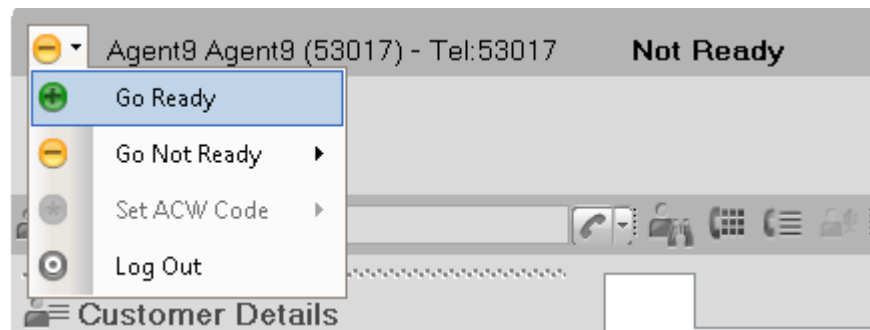 Agent9 Agent9 (53017) - Tel:53017 Not Ready
Go Ready
Go Not Ready
Set ACW Code
Log Out
Customer Details